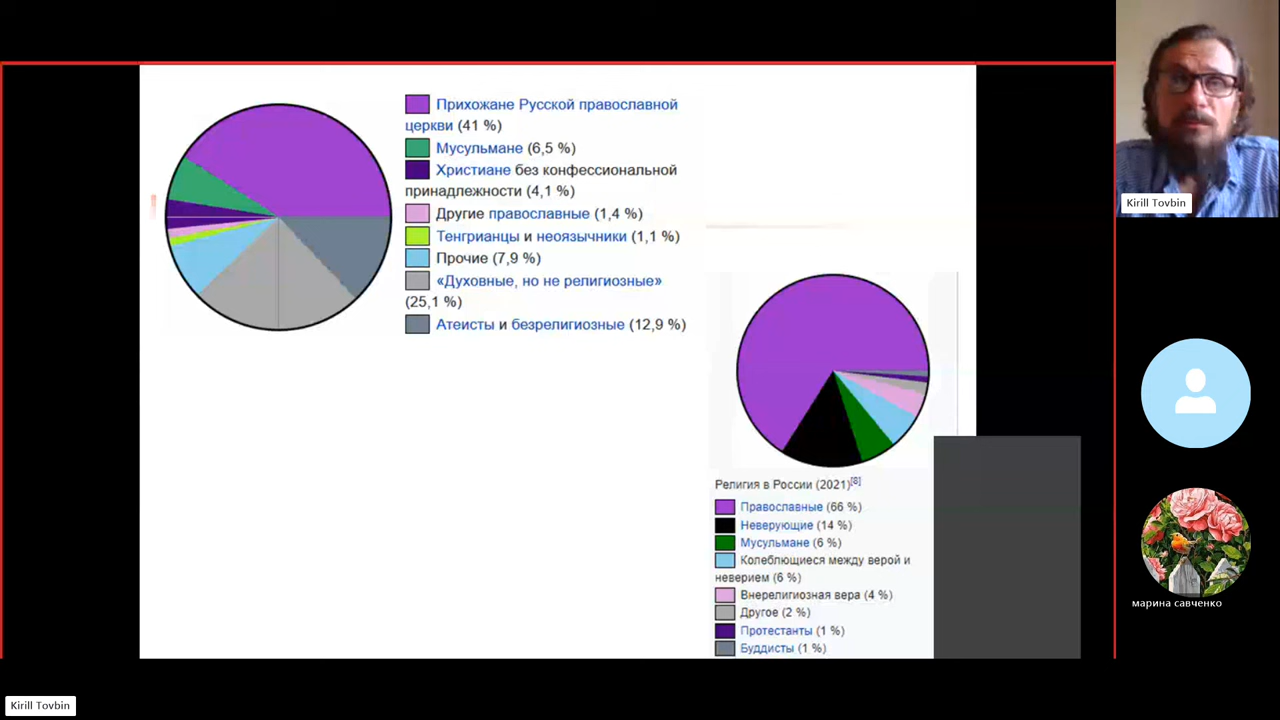 Прихожане Русской православной
церкви (41 %)
Мусульмане (6,5 %)
Христиане без конфессиональной
принадлежности (4,1 %)
Другие православные (1,4 %)
Тенгрианцы и неоязычники (1,1 %)
Прочие (7,9 %)
«Духовные, но не религиозные»
(25,1 %)
Атеисты и безрелигиозные (12,9 %)
Религия в России (2021)[8]
Православные (66 %)
Неверующие (14 %)
Мусульмане (6 %)
Колеблющиеся между верой и
неверием (6 %)
Внерелигиозная вера (4 %)
Другое (2 %)
Протестанты (1 %)
Буддисты (1 %)
Kirill Tovbin
марина савченко
Kirill Tovbin